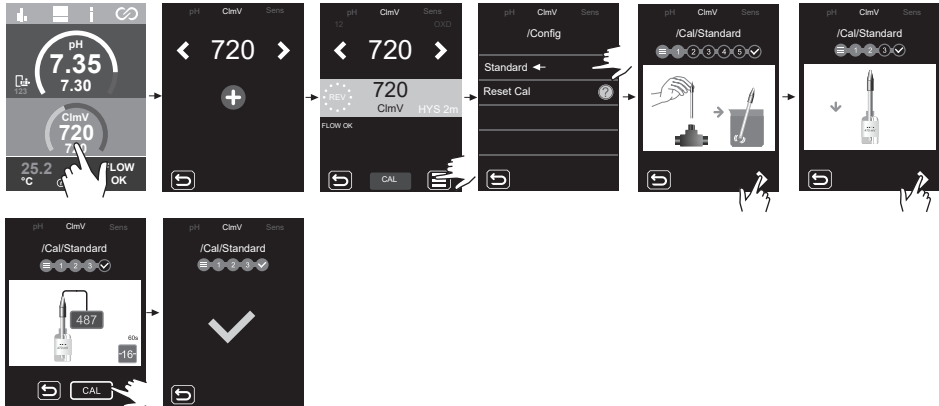 pH
7.35
7.30
123
ClmV
720
25.2
°C
FLOW
OK
pH ClmV Sens
720
pH ClmV Sens
12 OXD
720
REV
720
ClmV
HYS 2m
FLOW OK
CAL
pH ClmV Sens
/Config
Standard
Reset Cal
?
pH ClmV Sens
/Cal/Standard
1 2 3 4 5
pH ClmV Sens
/Cal/Standard
1 2 3
pH ClmV Sens
/Cal/Standard
1 2 3
487
60s
-16-
CAL
pH ClmV Sens
/Cal/Standard
1 2 3